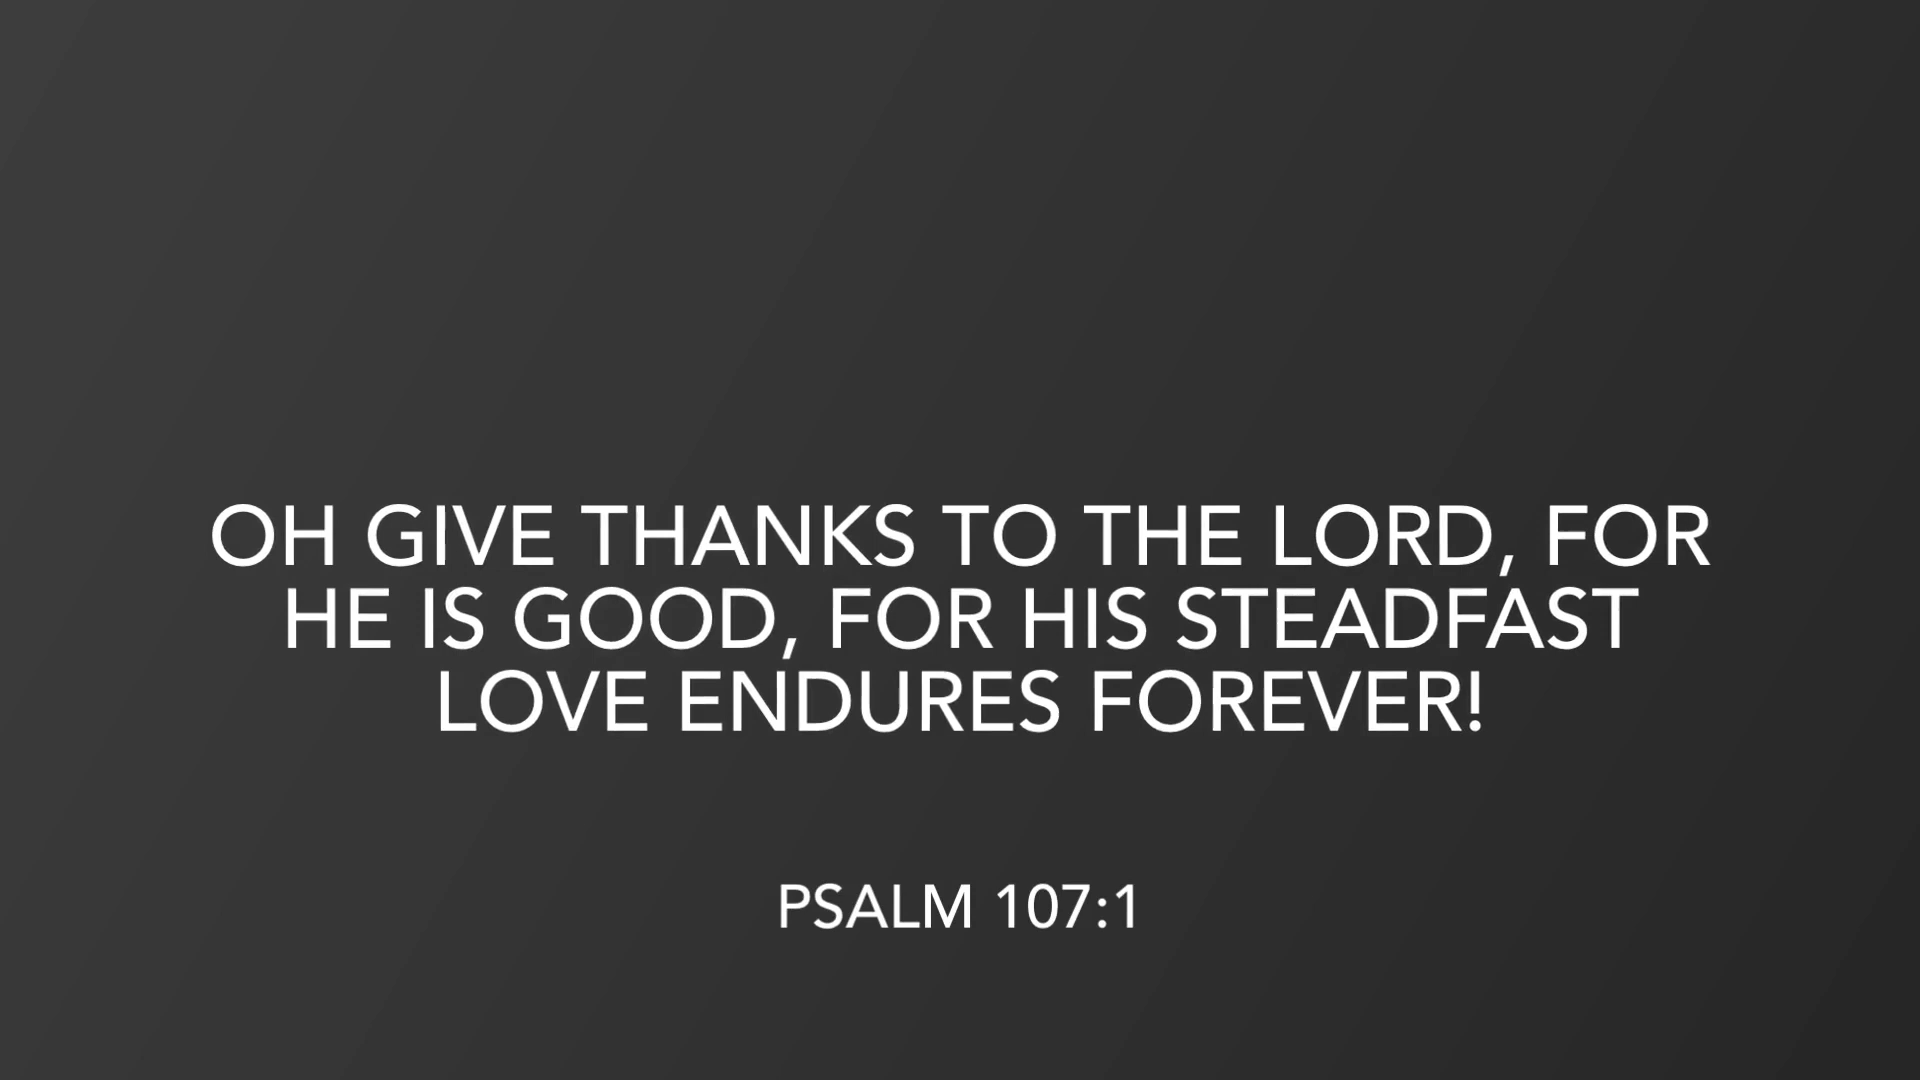 OH GIVE THANKS TO THE LORD, FOR
HE IS GOOD, FOR HIS STEADFAST
LOVE ENDURES FOREVER!
PSALM 107:1